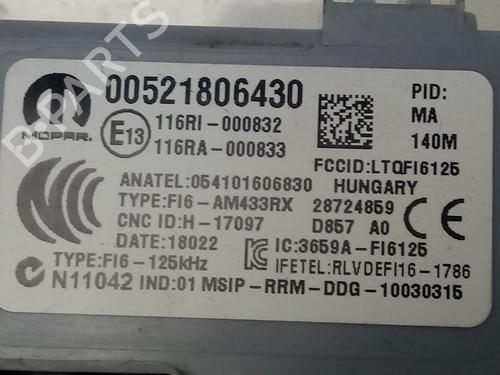 B-PARTS
MOPAR.
00521806430
PID:
MA
140M
E13
116RI-000832
116RA-000833
FCCID:LTQFI6125
ANATEL:054101606830 HUNGARY
TYPE:FI6-AM433RX 28724859
CNC ID:H-17097 D857 A0
DATE:18022 IC:3659A-FI6125
TYPE:FI6-125kHz IFETEL:RLVDEFI16-1786
N11042 IND:01 MSIP-RRM-DDG-10030315
CE